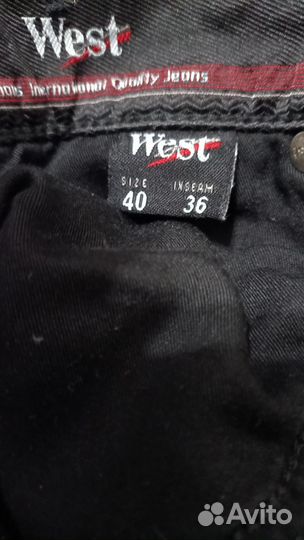 West
International Quality Jeans
West
SIZE INSEAM
40 36
Avito